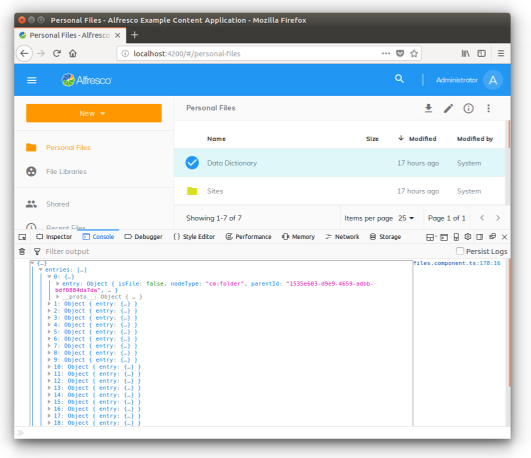 Personal Files - Alfresco Example Content Application - Mozilla Firefox
Personal Files - Alfresco
localhost:4200/#/personal-files
Alfresco
Administrator
A
New
Personal Files
Personal Files
File Libraries
Shared
Recent Files
Name Size Modified Modified by
Data Dictionary 17 hours ago System
Sites 17 hours ago System
Showing 1-7 of 7 Items per page 25 Page 1 of 1
Inspector Console Debugger { } Style Editor Performance Memory Network Storage
Filter output Persist Logs
{…} files.component.ts:178:16
entries: […]
0: {…}
entry: Object { isFile: false, nodeType: "cm:folder", parentId: "1535e603-d9e9-4659-adbb-
bdf0884da7da", … }
__proto__: Object { … }
1: Object { entry: {…} }
2: Object { entry: {…} }
3: Object { entry: {…} }
4: Object { entry: {…} }
5: Object { entry: {…} }
6: Object { entry: {…} }
7: Object { entry: {…} }
8: Object { entry: {…} }
9: Object { entry: {…} }
10: Object { entry: {…} }
11: Object { entry: {…} }
12: Object { entry: {…} }
13: Object { entry: {…} }
14: Object { entry: {…} }
15: Object { entry: {…} }
16: Object { entry: {…} }
17: Object { entry: {…} }
18: Object { entry: {…} }